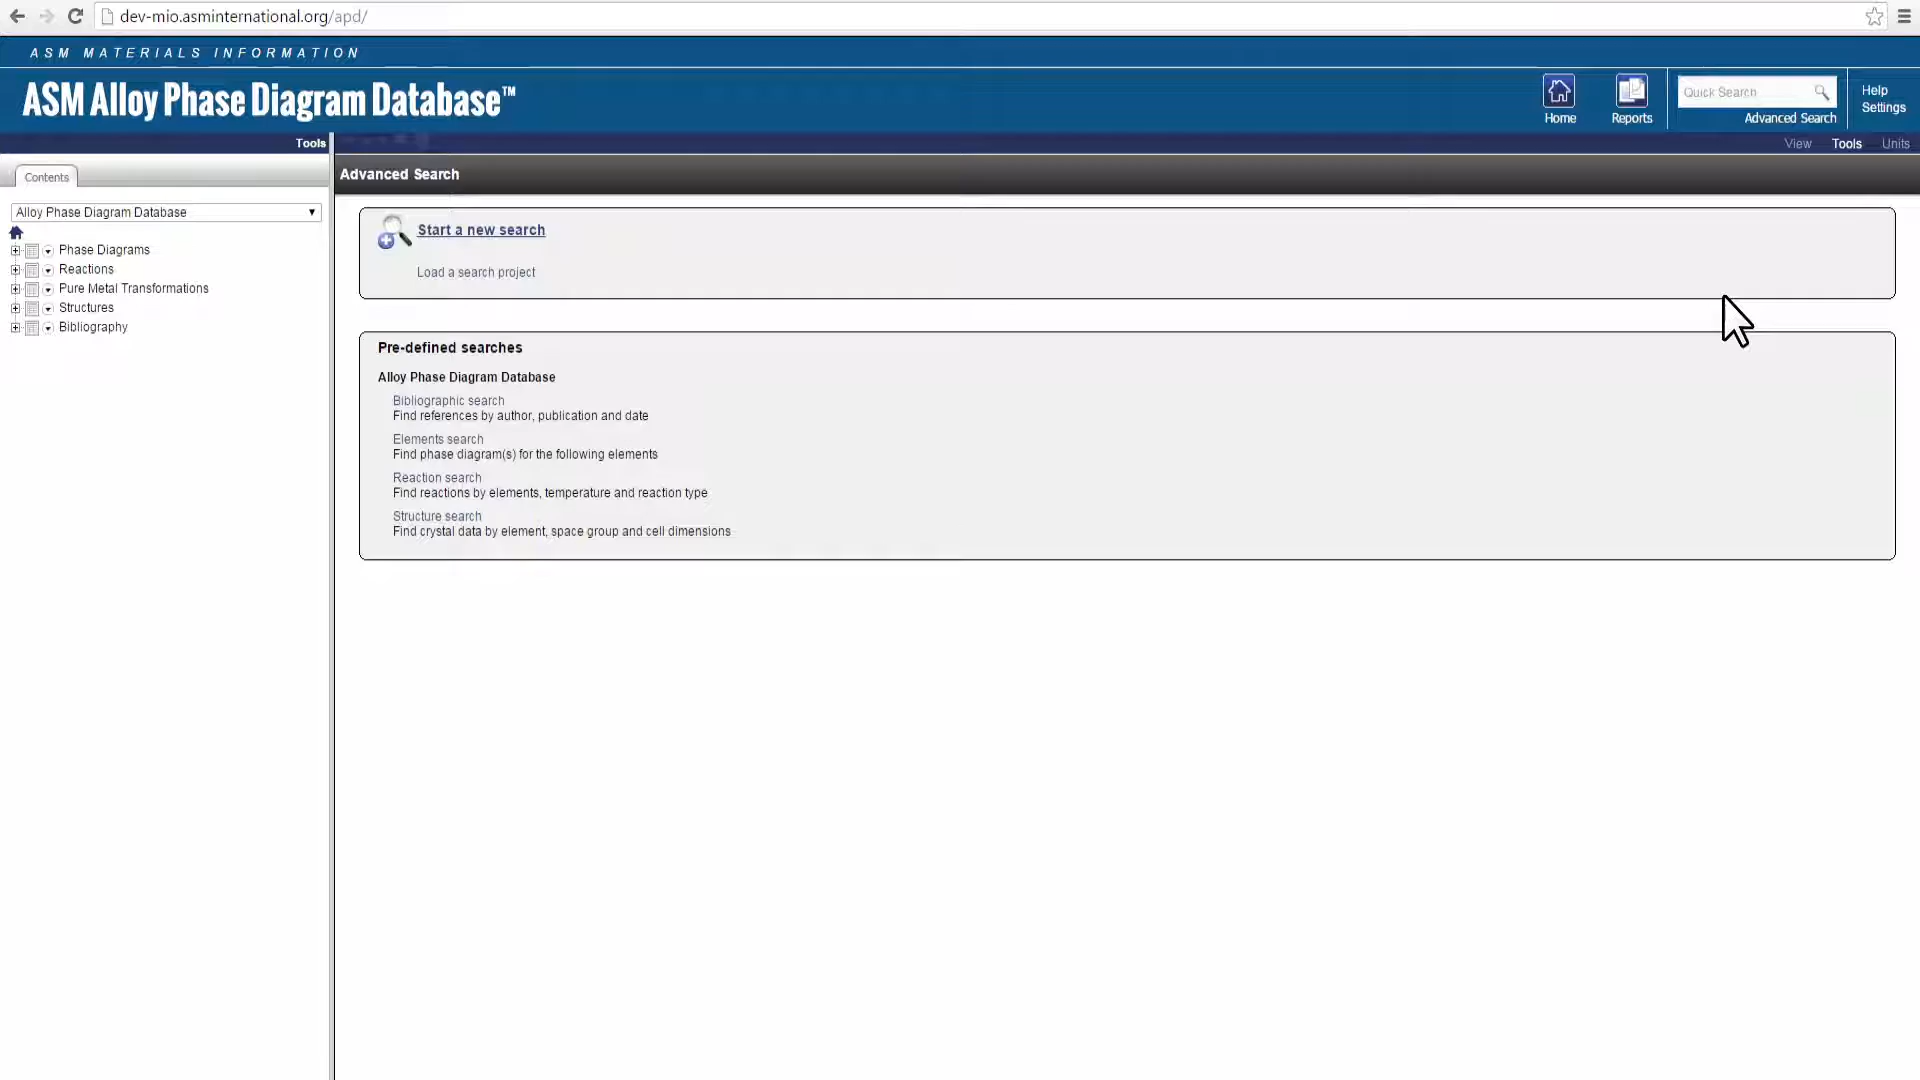 dev-mio.asminternational.org/apd/
ASM MATERIALS INFORMATION
ASM Alloy Phase Diagram Database™
Home
Reports
Quick Search
Advanced Search
Help
Settings
Tools
View Tools Units
Contents
Advanced Search
Alloy Phase Diagram Database
Phase Diagrams
Reactions
Pure Metal Transformations
Structures
Bibliography
Start a new search
Load a search project
Pre-defined searches
Alloy Phase Diagram Database
Bibliographic search
Find references by author, publication and date
Elements search
Find phase diagram(s) for the following elements
Reaction search
Find reactions by elements, temperature and reaction type
Structure search
Find crystal data by element, space group and cell dimensions